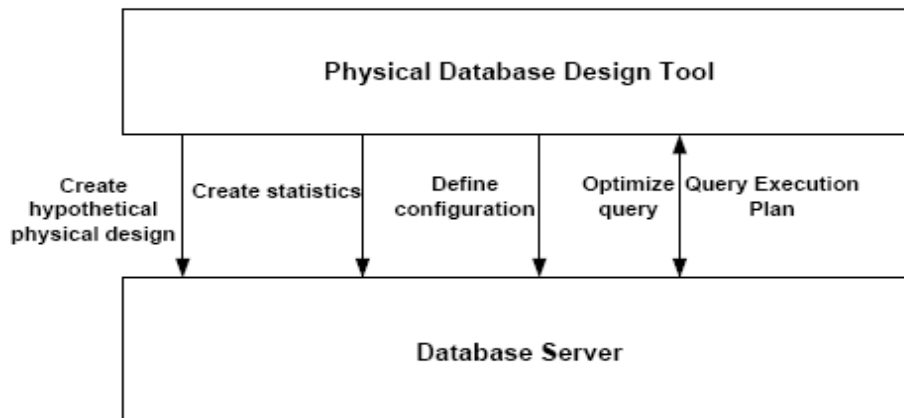 Physical Database Design Tool
Create
hypothetical
physical design
Create statistics
Define
configuration
Optimize
query
Query Execution
Plan
Database Server